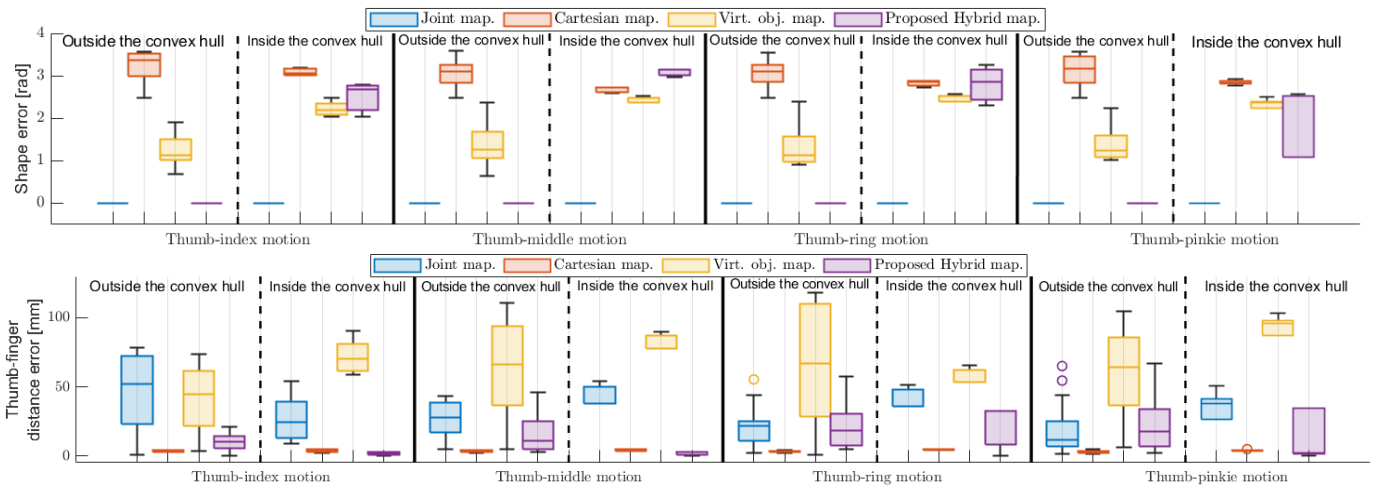 Joint map. Cartesian map. Virt. obj. map. Proposed Hybrid map.
Outside the convex hull Inside the convex hull Outside the convex hull Inside the convex hull Outside the convex hull Inside the convex hull Outside the convex hull Inside the convex hull
Shape error [rad]
4
3
2
1
0
Thumb-index motion Thumb-middle motion Thumb-ring motion Thumb-pinkie motion
Joint map. Cartesian map. Virt. obj. map. Proposed Hybrid map.
Outside the convex hull Inside the convex hull Outside the convex hull Inside the convex hull Outside the convex hull Inside the convex hull Outside the convex hull Inside the convex hull
Thumb-finger
distance error [mm]
100
50
0
Thumb-index motion Thumb-middle motion Thumb-ring motion Thumb-pinkie motion